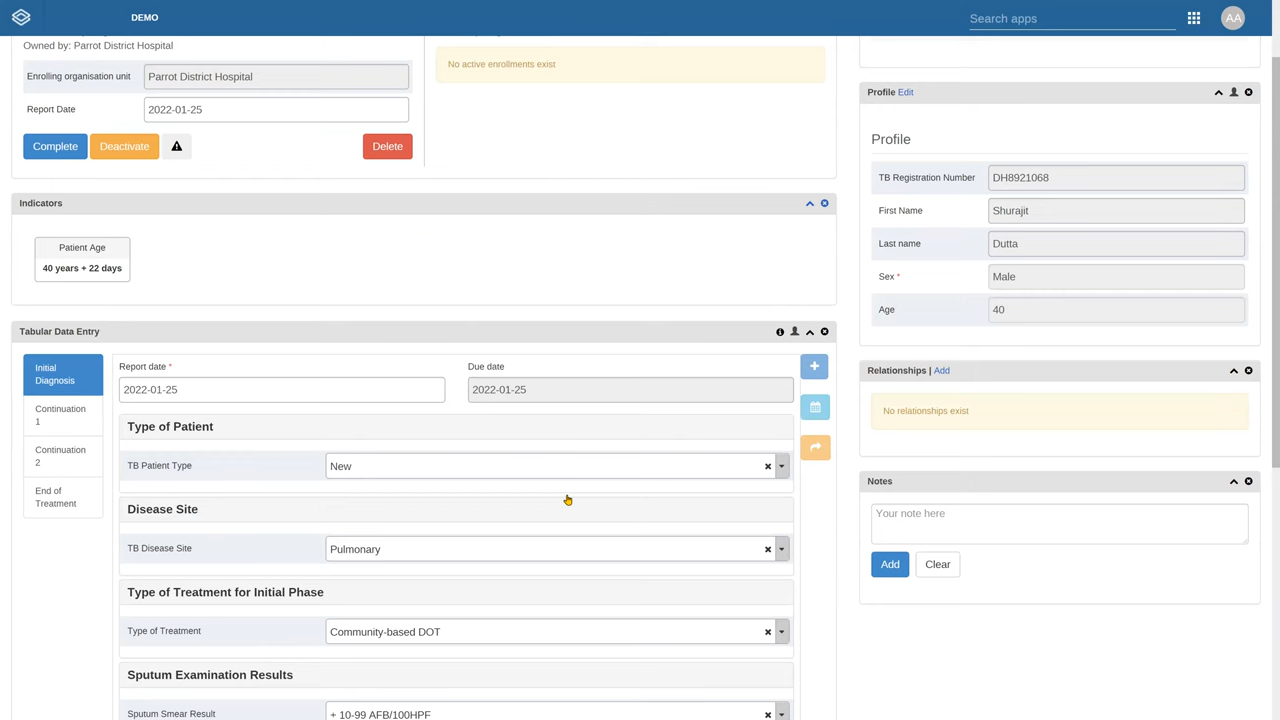 DEMO
Search apps
AA
Owned by: Parrot District Hospital
Enrolling organisation unit
Parrot District Hospital
Report Date
2022-01-25
Complete
Deactivate
Delete
No active enrollments exist
Indicators
Patient Age
40 years + 22 days
Tabular Data Entry
Initial
Diagnosis
Continuation
1
Continuation
2
End of
Treatment
Report date *
2022-01-25
Due date
2022-01-25
Type of Patient
TB Patient Type
New
Disease Site
TB Disease Site
Pulmonary
Type of Treatment for Initial Phase
Type of Treatment
Community-based DOT
Sputum Examination Results
Sputum Smear Result
+ 10-99 AFB/100HPF
Profile Edit
Profile
TB Registration Number
DH8921068
First Name
Shurajit
Last name
Dutta
Sex *
Male
Age
40
Relationships | Add
No relationships exist
Notes
Your note here
Add
Clear